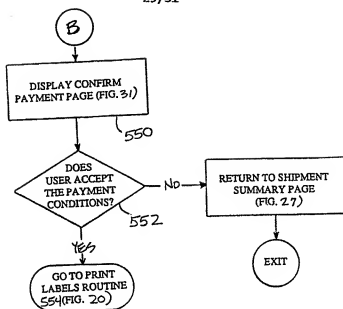 B
DISPLAY CONFIRM
PAYMENT PAGE (FIG. 31)
550
DOES
USER ACCEPT
THE PAYMENT
CONDITIONS?
552
NO
RETURN TO SHIPMENT
SUMMARY PAGE
(FIG. 27)
EXIT
YES
GO TO PRINT
LABELS ROUTINE
554 (FIG. 20)